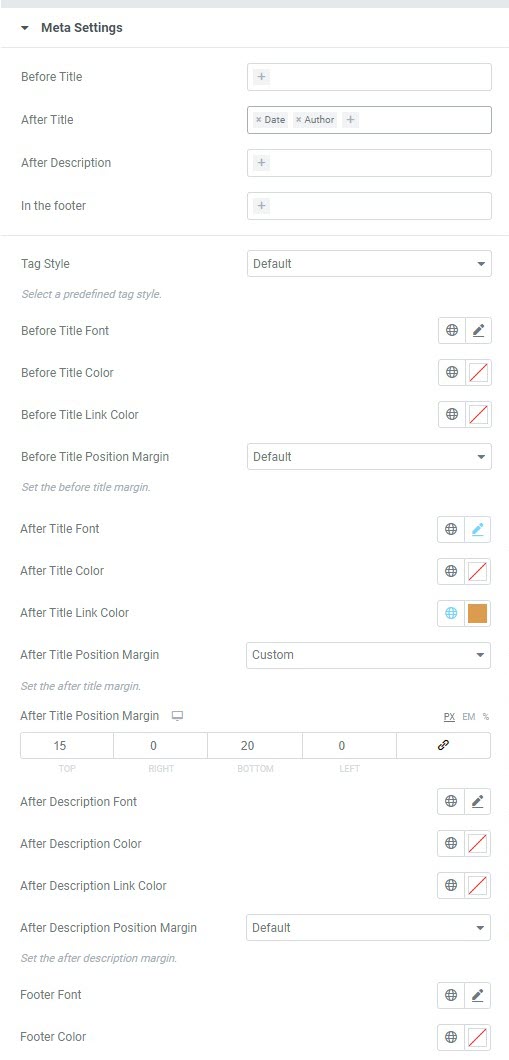 Meta Settings
Before Title +
After Title × Date × Author +
After Description +
In the footer +
Tag Style Default
Select a predefined tag style.
Before Title Font
Before Title Color
Before Title Link Color
Before Title Position Margin Default
Set the before title margin.
After Title Font
After Title Color
After Title Link Color
After Title Position Margin Custom
Set the after title margin.
After Title Position Margin PX EM %
15 0 20 0
TOP RIGHT BOTTOM LEFT
After Description Font
After Description Color
After Description Link Color
After Description Position Margin Default
Set the after description margin.
Footer Font
Footer Color